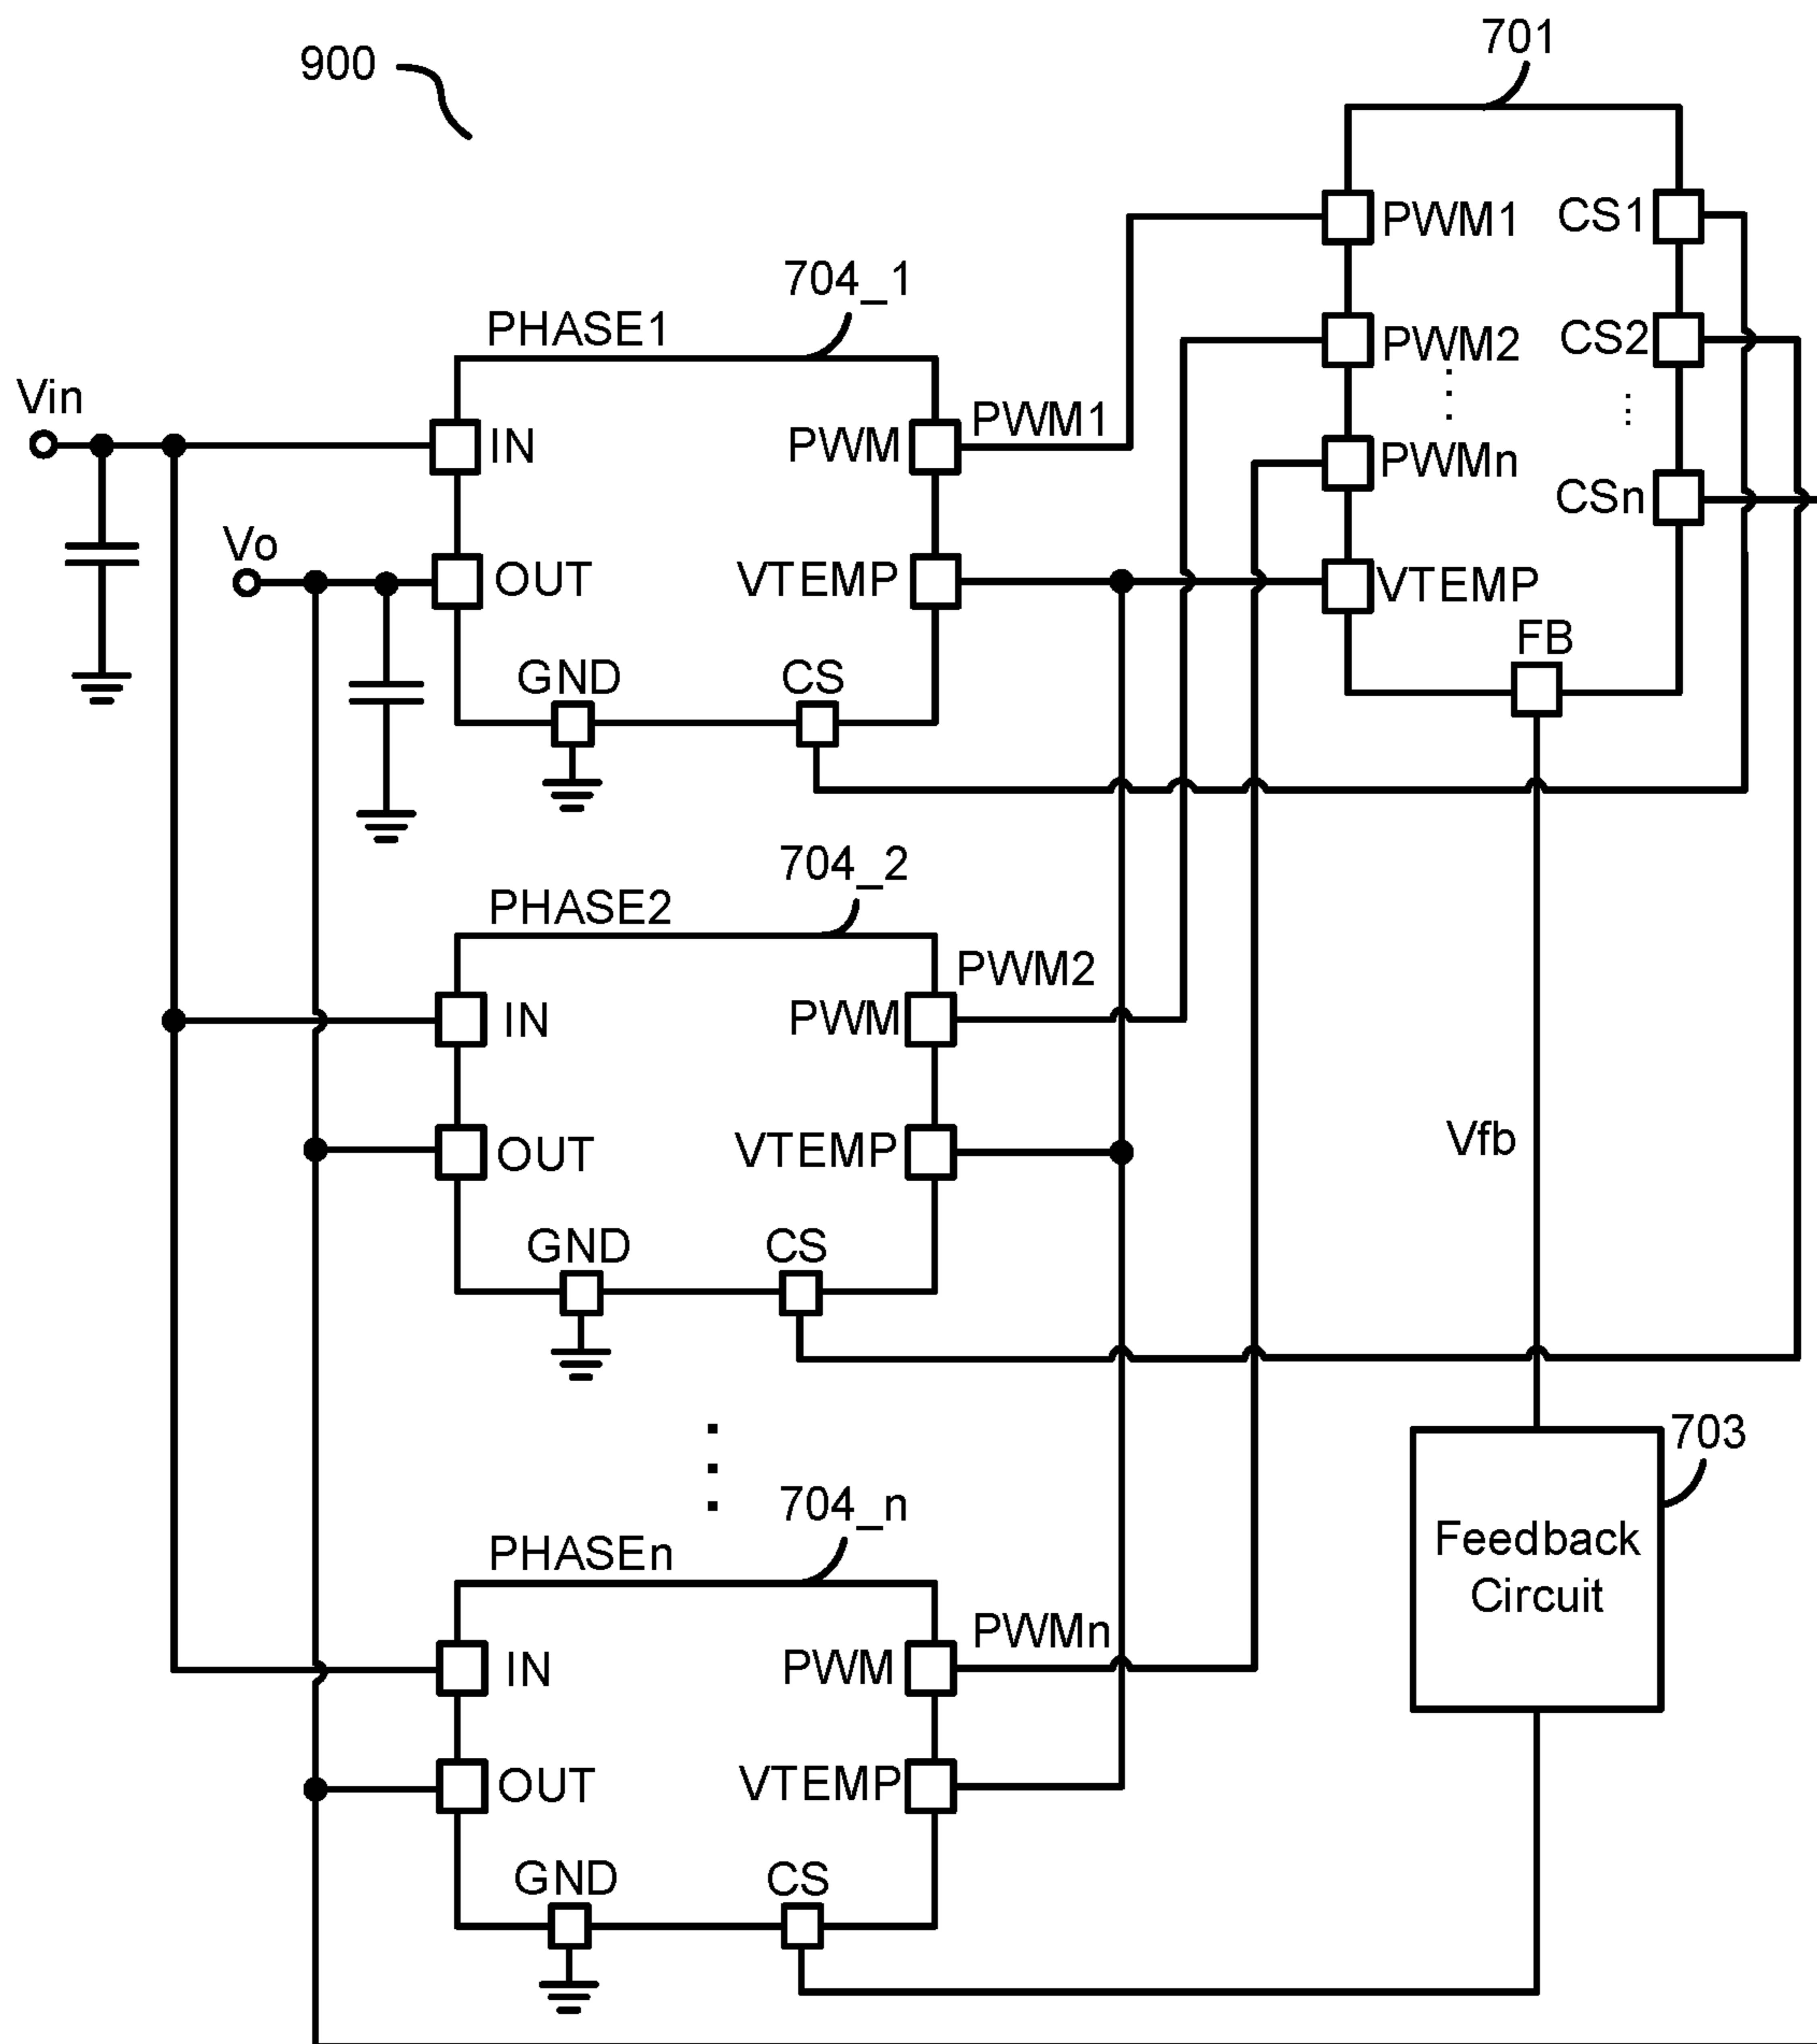 900
701
PWM1
CS1
PWM2
CS2
⋮
⋮
PWMn
CSn
VTEMP
FB
704_1
PHASE1
Vin
IN
PWM
PWM1
Vo
OUT
VTEMP
GND
CS
704_2
PHASE2
PWM2
IN
PWM
OUT
VTEMP
Vfb
GND
CS
⋮
703
Feedback
Circuit
704_n
PHASEn
PWMn
IN
PWM
OUT
VTEMP
GND
CS